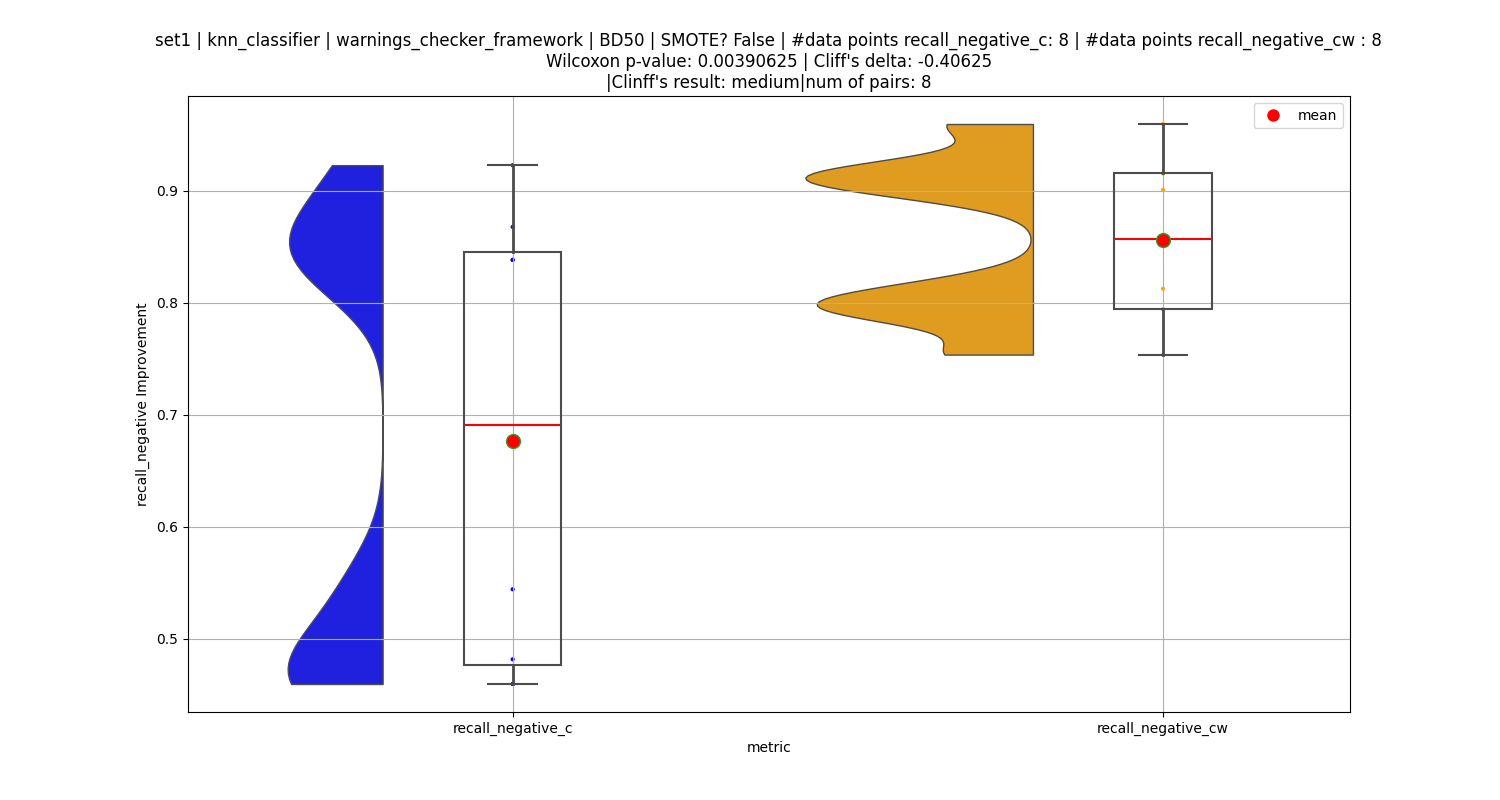 set1 | knn_classifier | warnings_checker_framework | BD50 | SMOTE? False | #data points recall_negative_c: 8 | #data points recall_negative_cw : 8
Wilcoxon p-value: 0.00390625 | Cliff's delta: -0.40625
|Clinff's result: medium|num of pairs: 8
mean
0.9
0.8
0.7
0.6
0.5
recall_negative Improvement
recall_negative_c
recall_negative_cw
metric